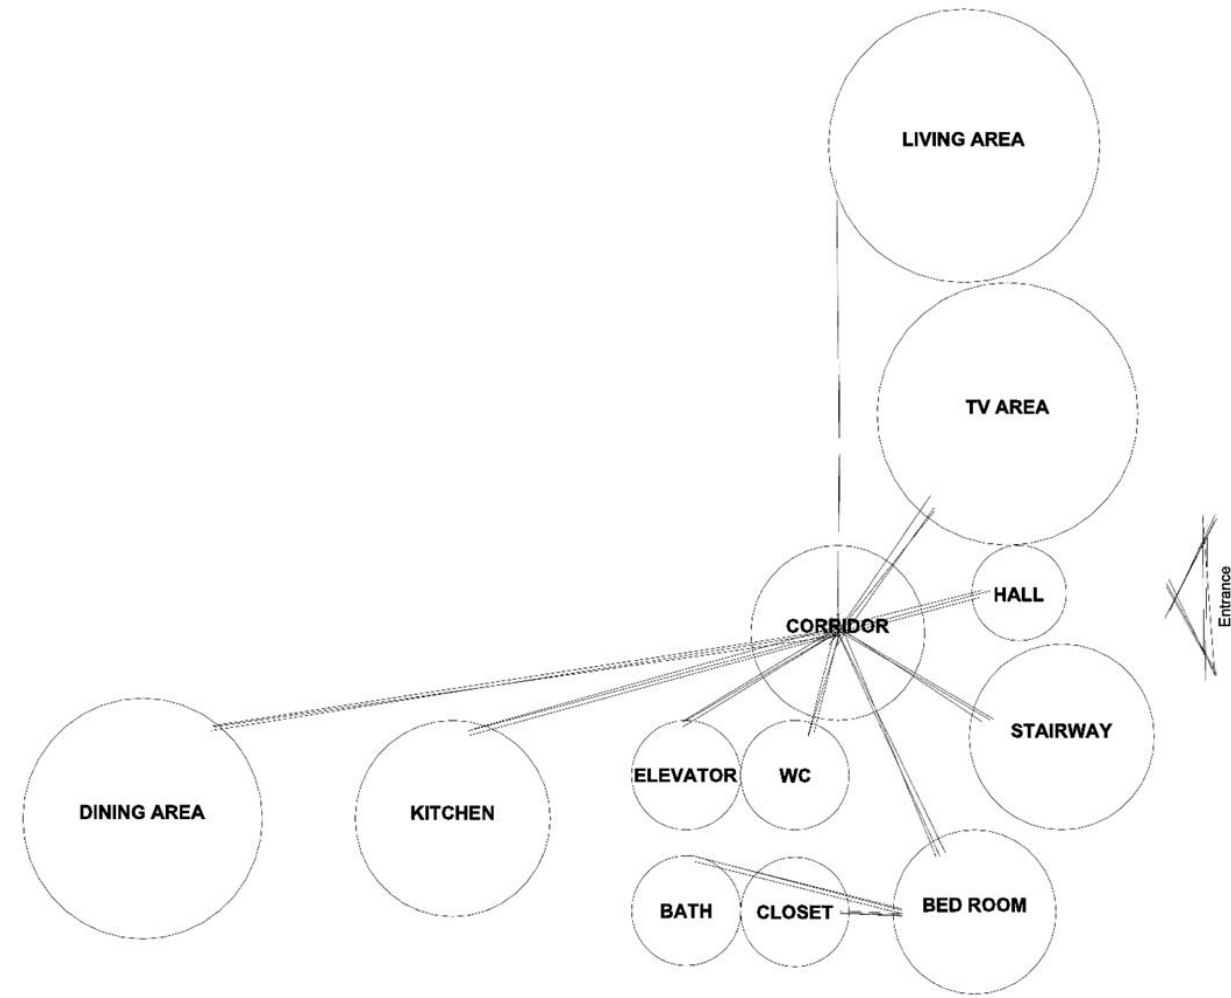 LIVING AREA
TV AREA
HALL
Entrance
CORRIDOR
STAIRWAY
ELEVATOR
WC
DINING AREA
KITCHEN
BED ROOM
BATH
CLOSET